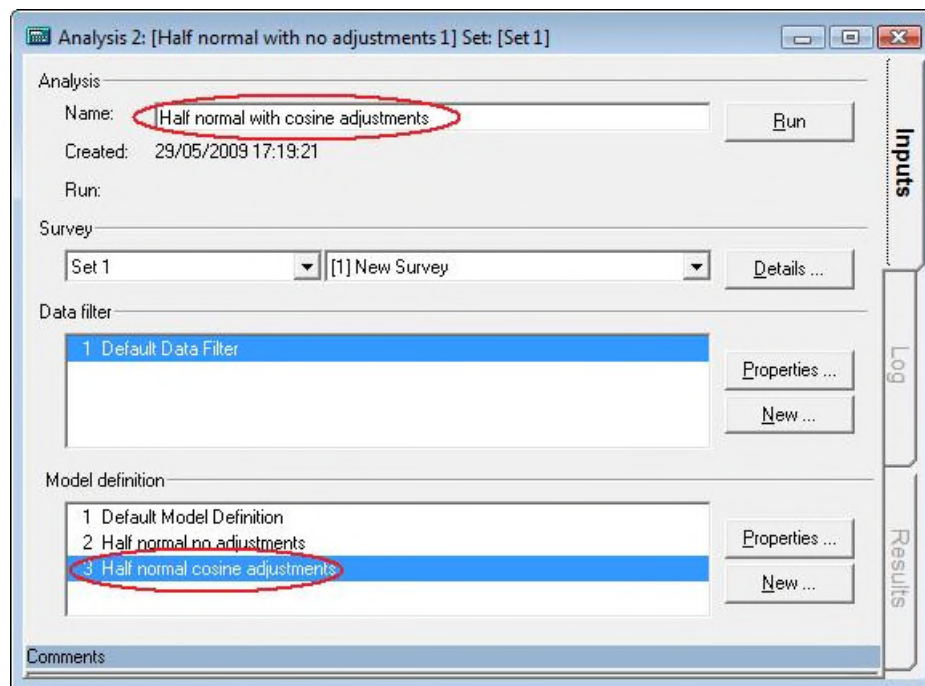 Analysis 2: [Half normal with no adjustments 1] Set: [Set 1]
Analysis
Name: Half normal with cosine adjustments Run
Created: 29/05/2009 17:19:21
Run:
Survey
Set 1 [1] New Survey Details ...
Data filter
1 Default Data Filter
Properties ...
New ...
Model definition
1 Default Model Definition
2 Half normal no adjustments Properties ...
3 Half normal cosine adjustments
New ...
Comments
Inputs
Log
Results